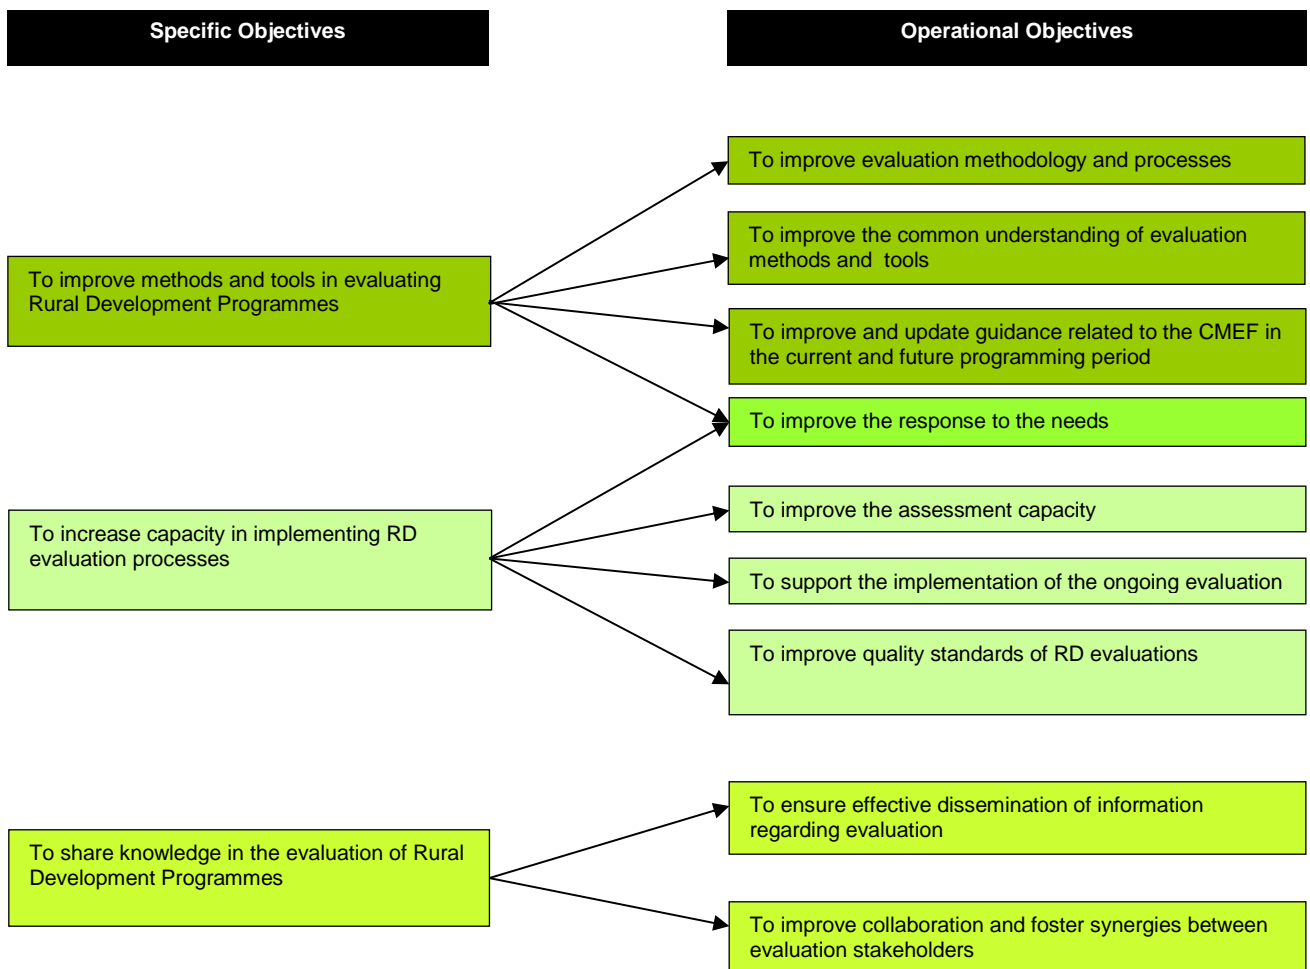 Specific Objectives
Operational Objectives
To improve evaluation methodology and processes
To improve the common understanding of evaluation
methods and tools
To improve methods and tools in evaluating
Rural Development Programmes
To improve and update guidance related to the CMEF in
the current and future programming period
To improve the response to the needs
To improve the assessment capacity
To increase capacity in implementing RD
evaluation processes
To support the implementation of the ongoing evaluation
To improve quality standards of RD evaluations
To ensure effective dissemination of information
regarding evaluation
To share knowledge in the evaluation of Rural
Development Programmes
To improve collaboration and foster synergies between
evaluation stakeholders